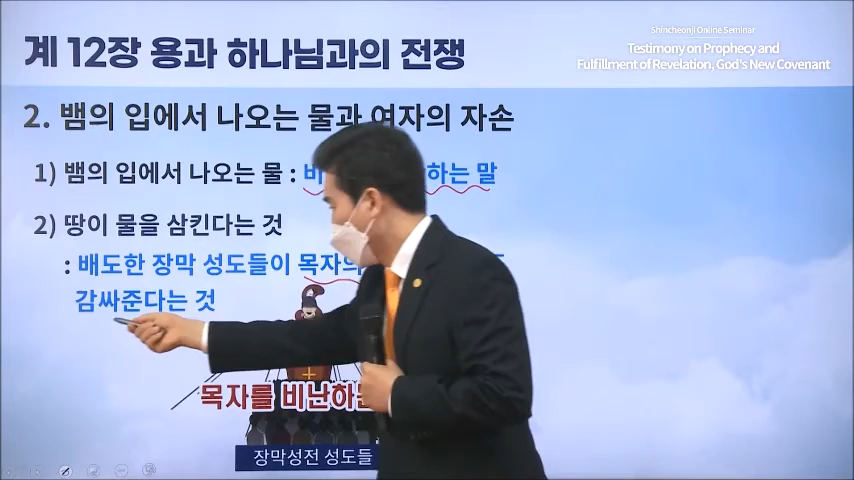 Shincheonji Online Seminar
계 12장 용과 하나님과의 전쟁
Testimony on Prophecy and
Fulfillment of Revelation, God's New Covenant
2. 뱀의 입에서 나오는 물과 여자의 자손
1) 뱀의 입에서 나오는 물 : 하는 말
2) 땅이 물을 삼킨다는 것
: 배도한 장막 성도들이 목자의
감싸준다는 것
목자를 비난하는
장막성전 성도들